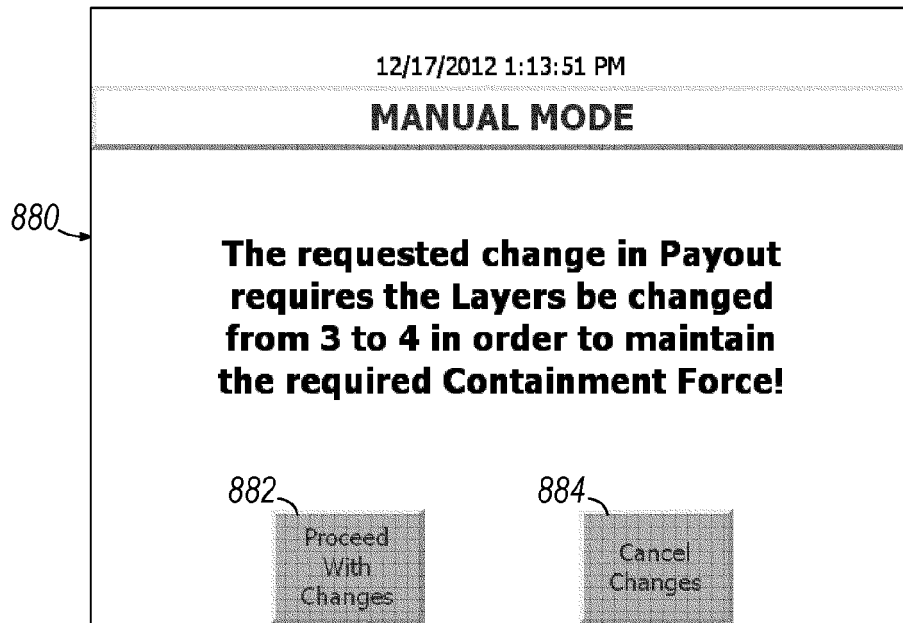 12/17/2012 1:13:51 PM
MANUAL MODE
880
The requested change in Payout
requires the Layers be changed
from 3 to 4 in order to maintain
the required Containment Force!
882
884
Proceed
With
Changes
Cancel
Changes